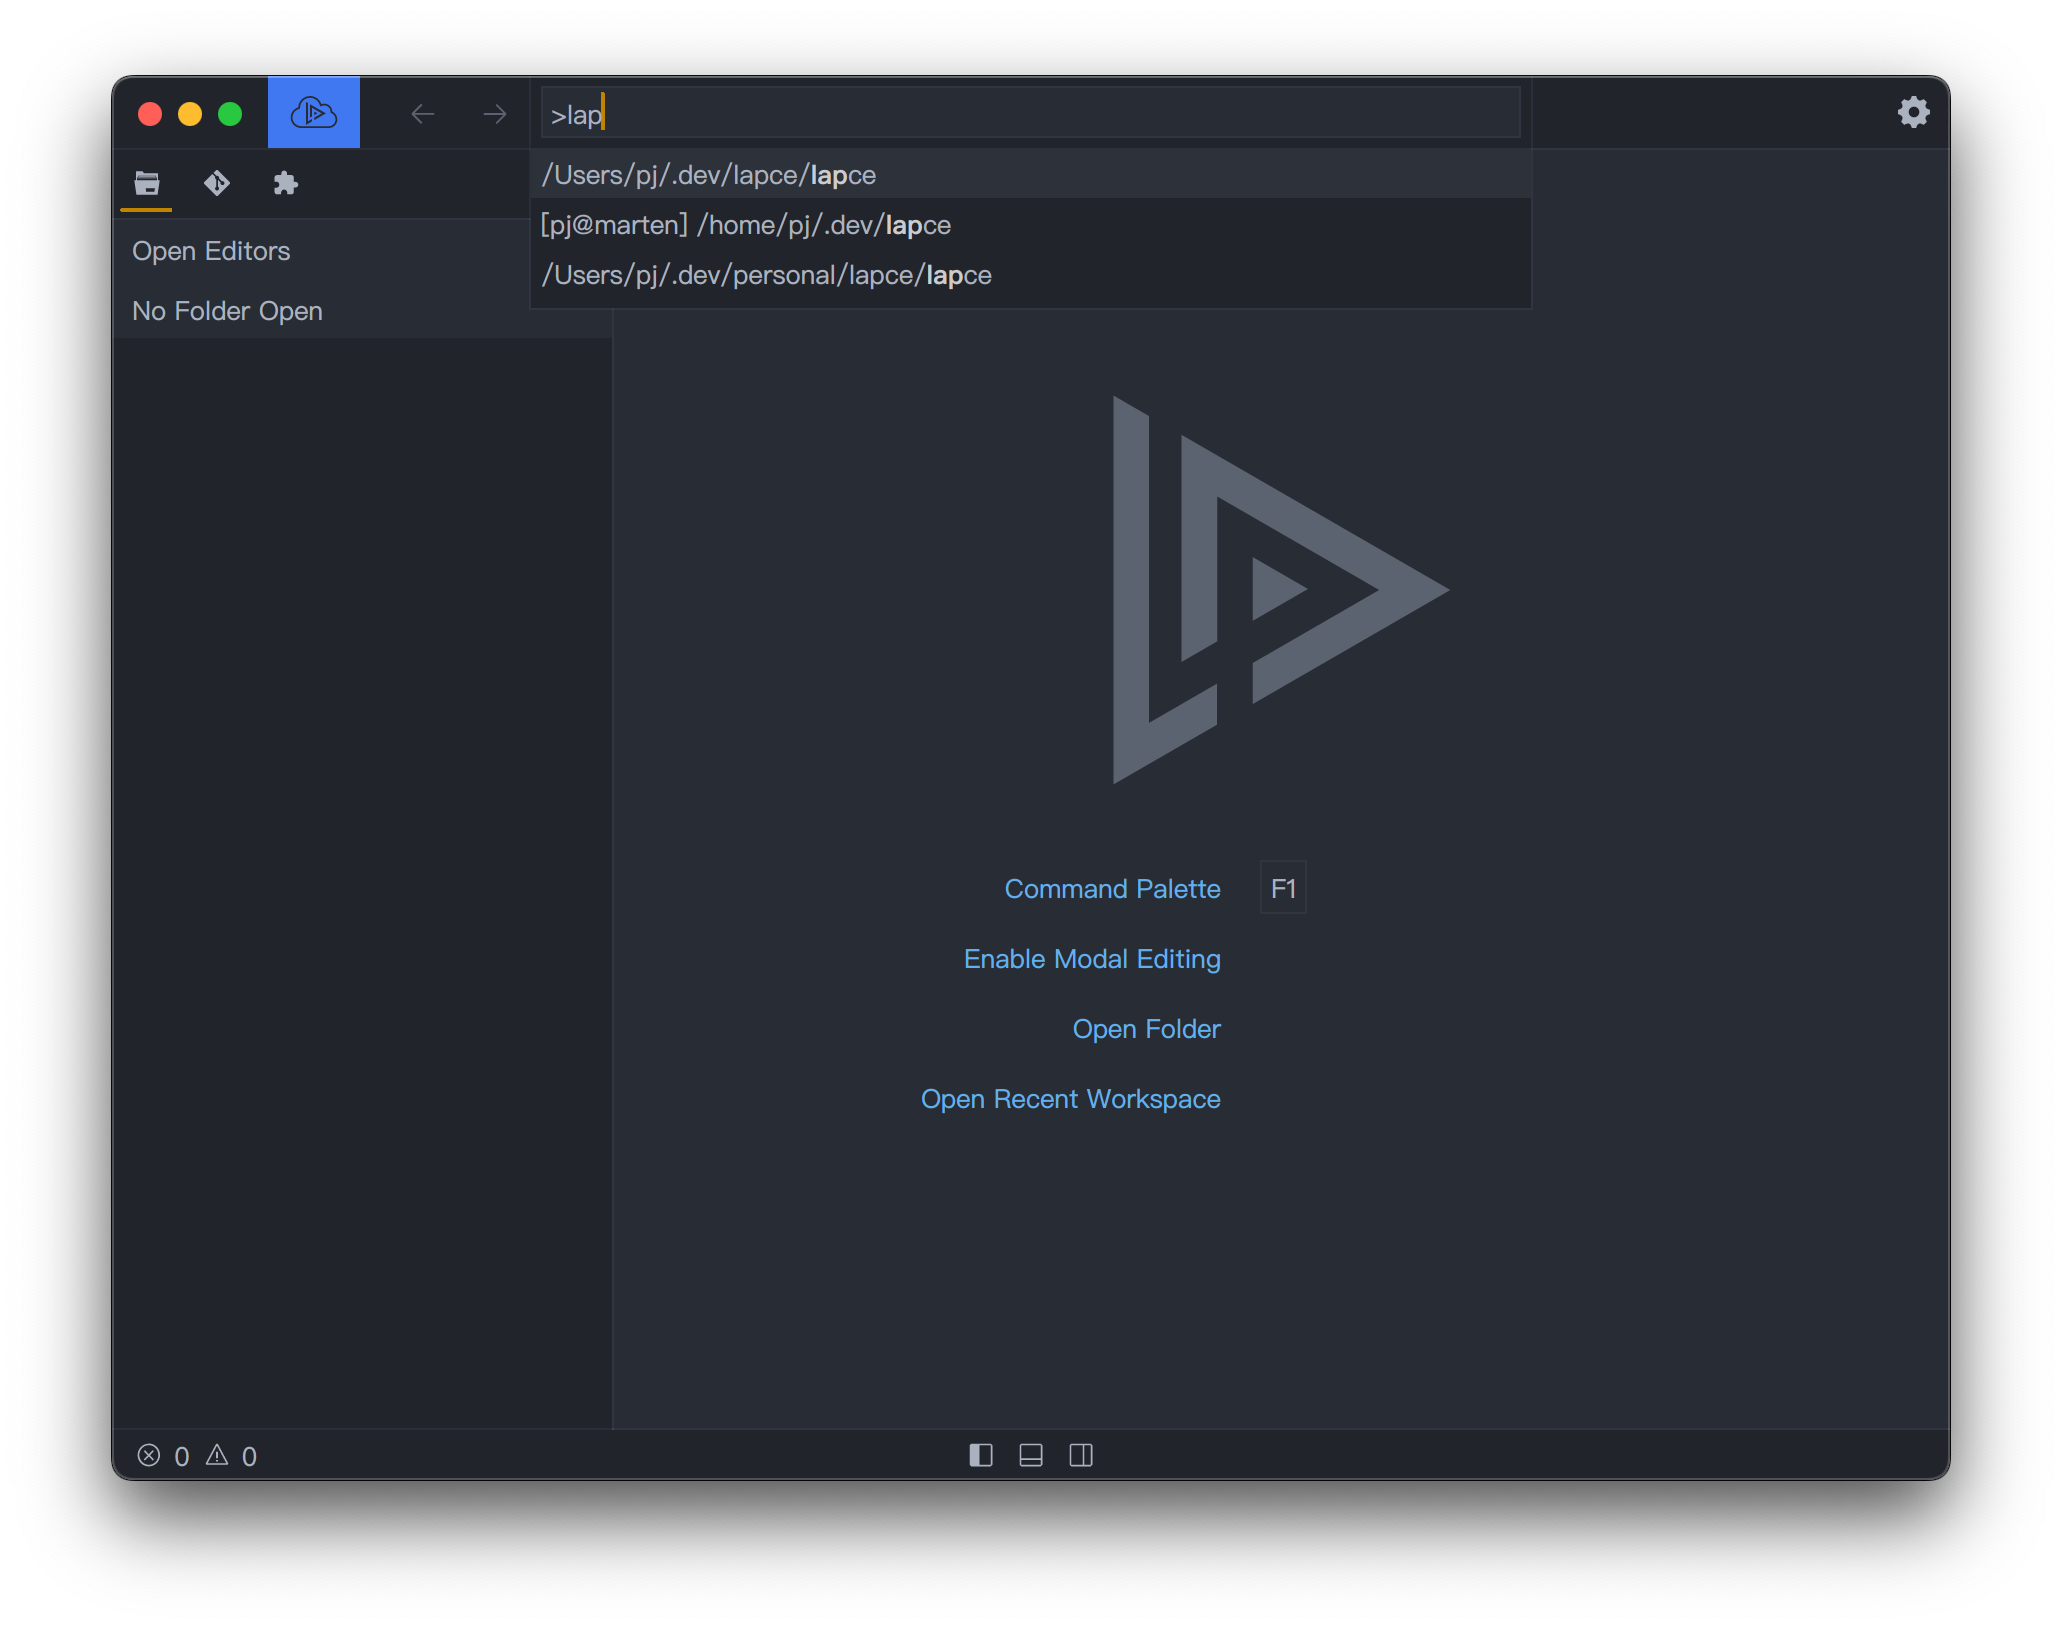 >lap
/Users/pj/.dev/lapce/lapce
[pj@marten] /home/pj/.dev/lapce
/Users/pj/.dev/personal/lapce/lapce
Open Editors
No Folder Open
Command Palette F1
Enable Modal Editing
Open Folder
Open Recent Workspace
0 0